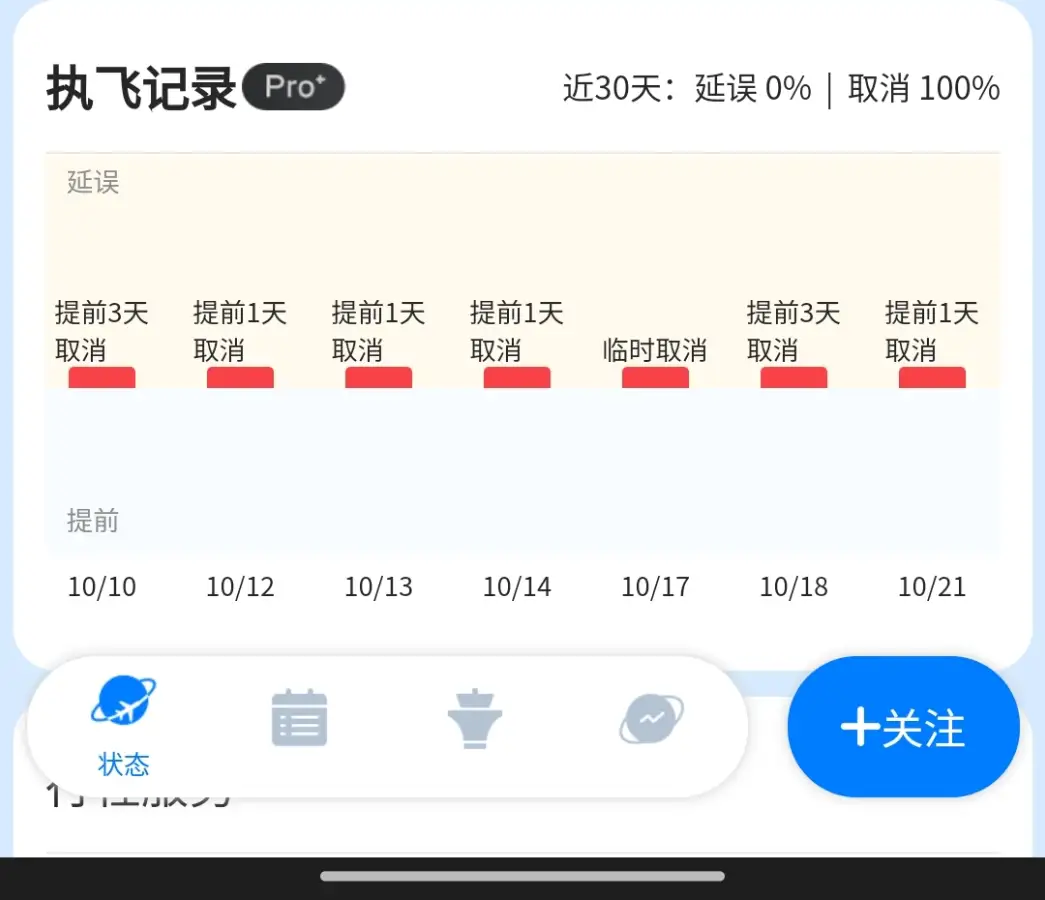 执飞记录 Pro+
近30天：延误 0% | 取消 100%
延误
提前3天
取消
提前1天
取消
提前1天
取消
提前1天
取消
临时取消
提前3天
取消
提前1天
取消
提前
10/10 10/12 10/13 10/14 10/17 10/18 10/21
状态
+关注